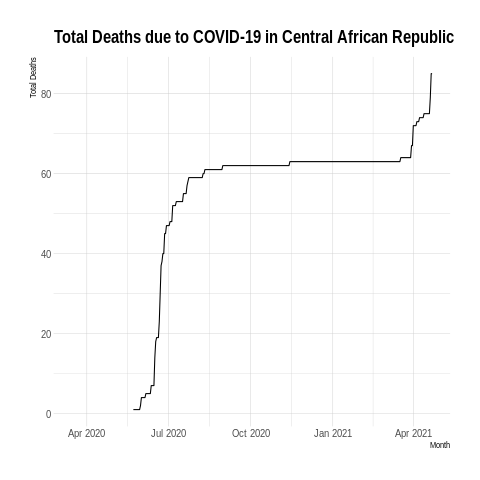 Total Deaths due to COVID-19 in Central African Republic
Total Deaths
80
60
40
20
0
Apr 2020 Jul 2020 Oct 2020 Jan 2021 Apr 2021
Month